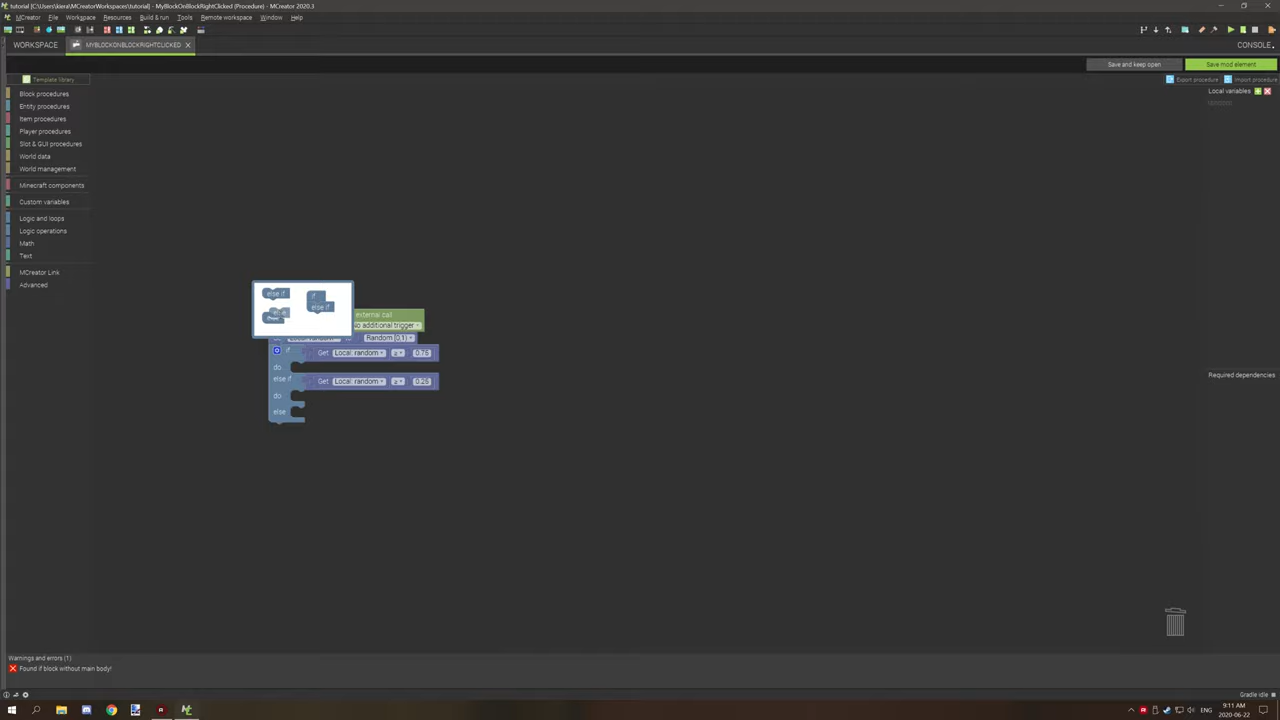 tutorial [C:\Users\kiera\MCreatorWorkspaces\tutorial] - MyBlockOnBlockRightClicked (Procedure) - MCreator 2020.3
MCreator File Workspace Resources Build & run Tools Remote workspace Window Help
WORKSPACE MYBLOCKONBLOCKRIGHTCLICKED CONSOLE
Save and keep open Save mod element
Template library Export procedure Import procedure
Block procedures Local variables
Entity procedures
Item procedures
Player procedures
Slot & GUI procedures
World data
World management
Minecraft components
Custom variables
Logic and loops
Logic operations
Math
Text
MCreator Link
Advanced
else if if
else if
else
external call
No additional trigger
Random [0,1)
if Get Local: random ≥ 0.75
do
else if Get Local: random ≥ 0.25
do
else
Required dependencies
Warnings and errors (1)
Found if block without main body!
Gradle idle
ENG 9:11 AM
2020-06-22